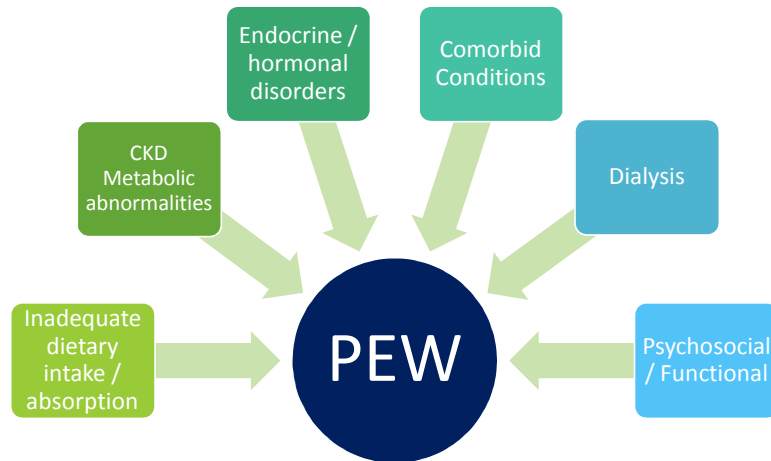 Endocrine /
hormonal
disorders
Comorbid
Conditions
CKD
Metabolic
abnormalities
Dialysis
Inadequate
dietary
intake /
absorption
PEW
Psychosocial
/ Functional